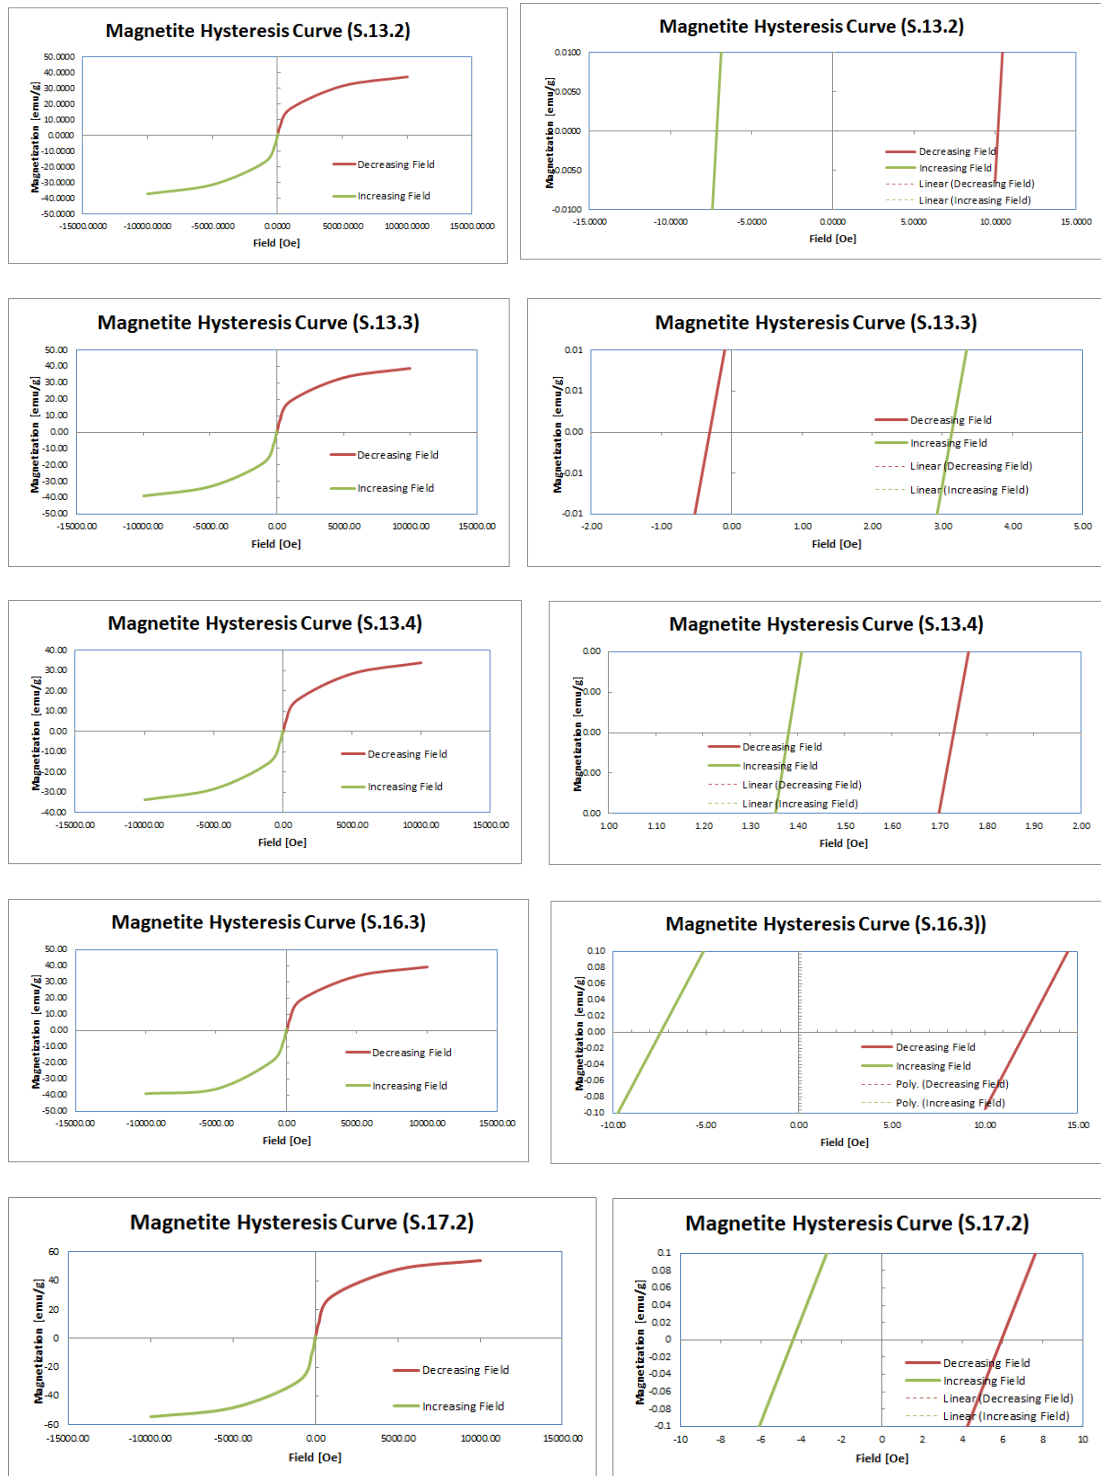 Magnetite Hysteresis Curve (S.13.2)
Magnetization [emu/g]
50.0000
40.0000
30.0000
20.0000
10.0000
0.0000
-10.0000
-20.0000
-30.0000
-40.0000
-50.0000
-15000.0000 -10000.0000 -5000.0000 0.0000 5000.0000 10000.0000 15000.0000
Field [Oe]
Decreasing Field
Increasing Field
Magnetite Hysteresis Curve (S.13.2)
Magnetization [emu/g]
0.0100
0.0050
0.0000
-0.0050
-0.0100
-15.0000 -10.0000 -5.0000 0.0000 5.0000 10.0000 15.0000
Field [Oe]
Decreasing Field
Increasing Field
Linear (Decreasing Field)
Linear (Increasing Field)
Magnetite Hysteresis Curve (S.13.3)
Magnetization [emu/g]
50.00
40.00
30.00
20.00
10.00
0.00
-10.00
-20.00
-30.00
-40.00
-50.00
-15000.00 -10000.00 -5000.00 0.00 5000.00 10000.00 15000.00
Field [Oe]
Decreasing Field
Increasing Field
Magnetite Hysteresis Curve (S.13.3)
Magnetization [emu/g]
0.01
0.01
0.00
-0.01
-0.01
-2.00 -1.00 0.00 1.00 2.00 3.00 4.00 5.00
Field [Oe]
Decreasing Field
Increasing Field
Linear (Decreasing Field)
Linear (Increasing Field)
Magnetite Hysteresis Curve (S.13.4)
Magnetization [emu/g]
40.00
30.00
20.00
10.00
0.00
-10.00
-20.00
-30.00
-40.00
-15000.00 -10000.00 -5000.00 0.00 5000.00 10000.00 15000.00
Field [Oe]
Decreasing Field
Increasing Field
Magnetite Hysteresis Curve (S.13.4)
Magnetization [emu/g]
0.00
0.00
0.00
0.00
0.00
1.00 1.10 1.20 1.30 1.40 1.50 1.60 1.70 1.80 1.90 2.00
Field [Oe]
Decreasing Field
Increasing Field
Linear (Decreasing Field)
Linear (Increasing Field)
Magnetite Hysteresis Curve (S.16.3)
Magnetization [emu/g]
50.00
40.00
30.00
20.00
10.00
0.00
-10.00
-20.00
-30.00
-40.00
-50.00
-15000.00 -10000.00 -5000.00 0.00 5000.00 10000.00 15000.00
Field [Oe]
Decreasing Field
Increasing Field
Magnetite Hysteresis Curve (S.16.3))
Magnetization [emu/g]
0.10
0.08
0.06
0.04
0.02
0.00
-0.02
-0.04
-0.06
-0.08
-0.10
-10.00 -5.00 0.00 5.00 10.00 15.00
Field [Oe]
Decreasing Field
Increasing Field
Poly. (Decreasing Field)
Poly. (Increasing Field)
Magnetite Hysteresis Curve (S.17.2)
Magnetization [emu/g]
60
40
20
0
-20
-40
-60
-15000.00 -10000.00 -5000.00 0.00 5000.00 10000.00 15000.00
Field [Oe]
Decreasing Field
Increasing Field
Magnetite Hysteresis Curve (S.17.2)
Magnetization [emu/g]
0.1
0.08
0.06
0.04
0.02
0
-0.02
-0.04
-0.06
-0.08
-0.1
-10 -8 -6 -4 -2 0 2 4 6 8 10
Field [Oe]
Decreasing Field
Increasing Field
Linear (Decreasing Field)
Linear (Increasing Field)